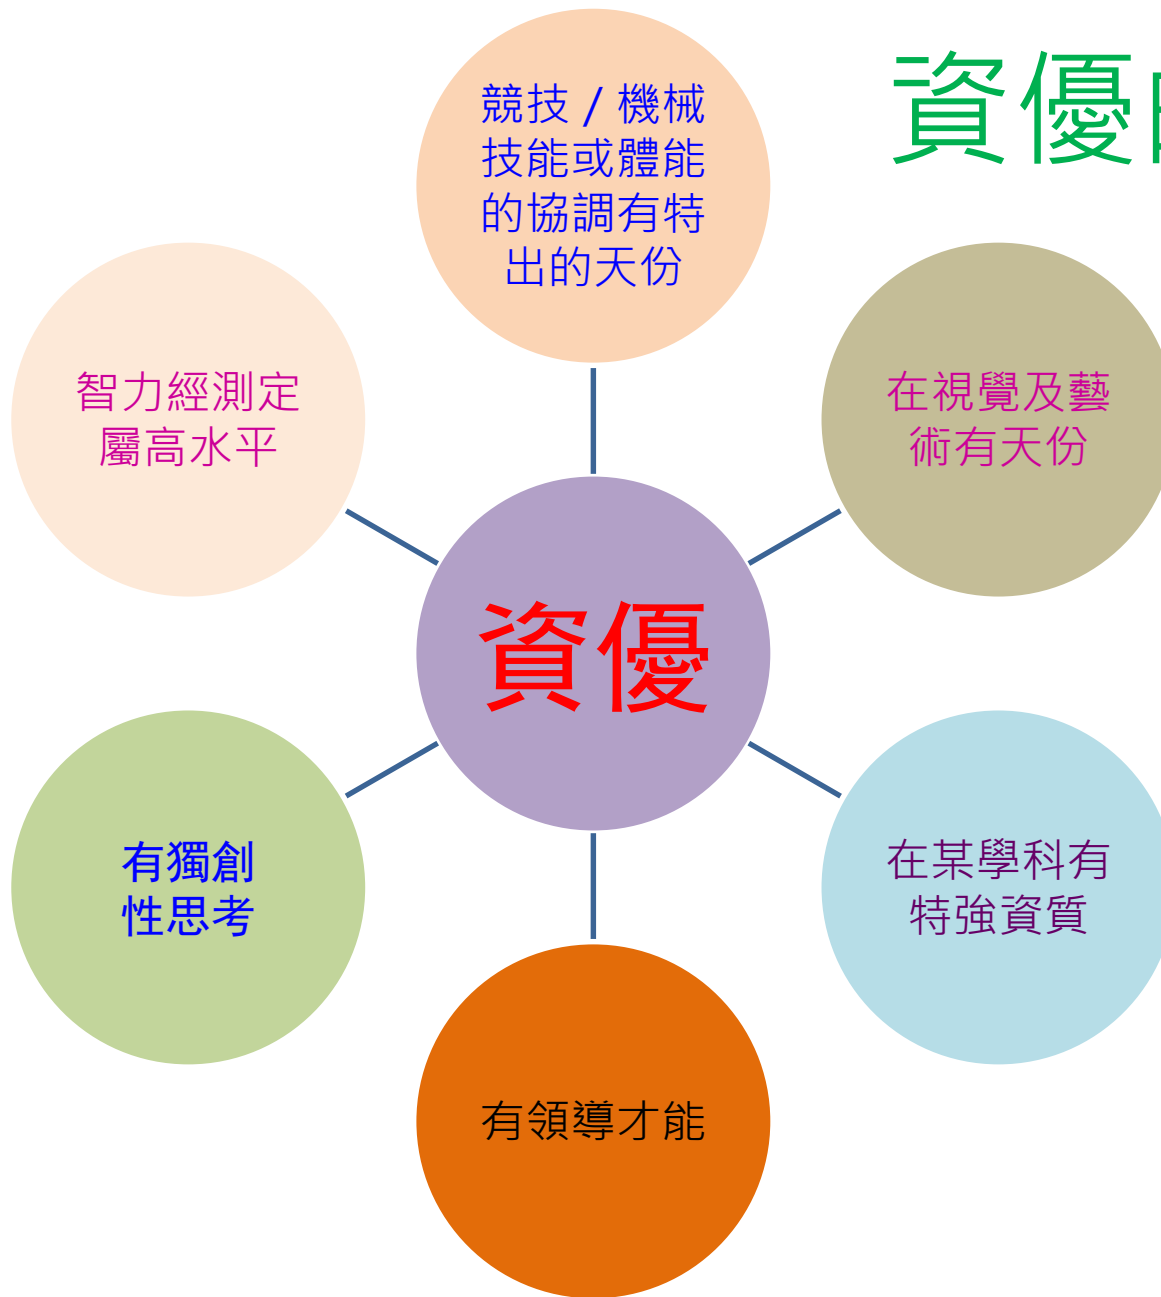 資優
競技 / 機械
技能或體能
的協調有特
出的天份
智力經測定
屬高水平
在視覺及藝
術有天份
資優
有獨創
性思考
在某學科有
特強資質
有領導才能